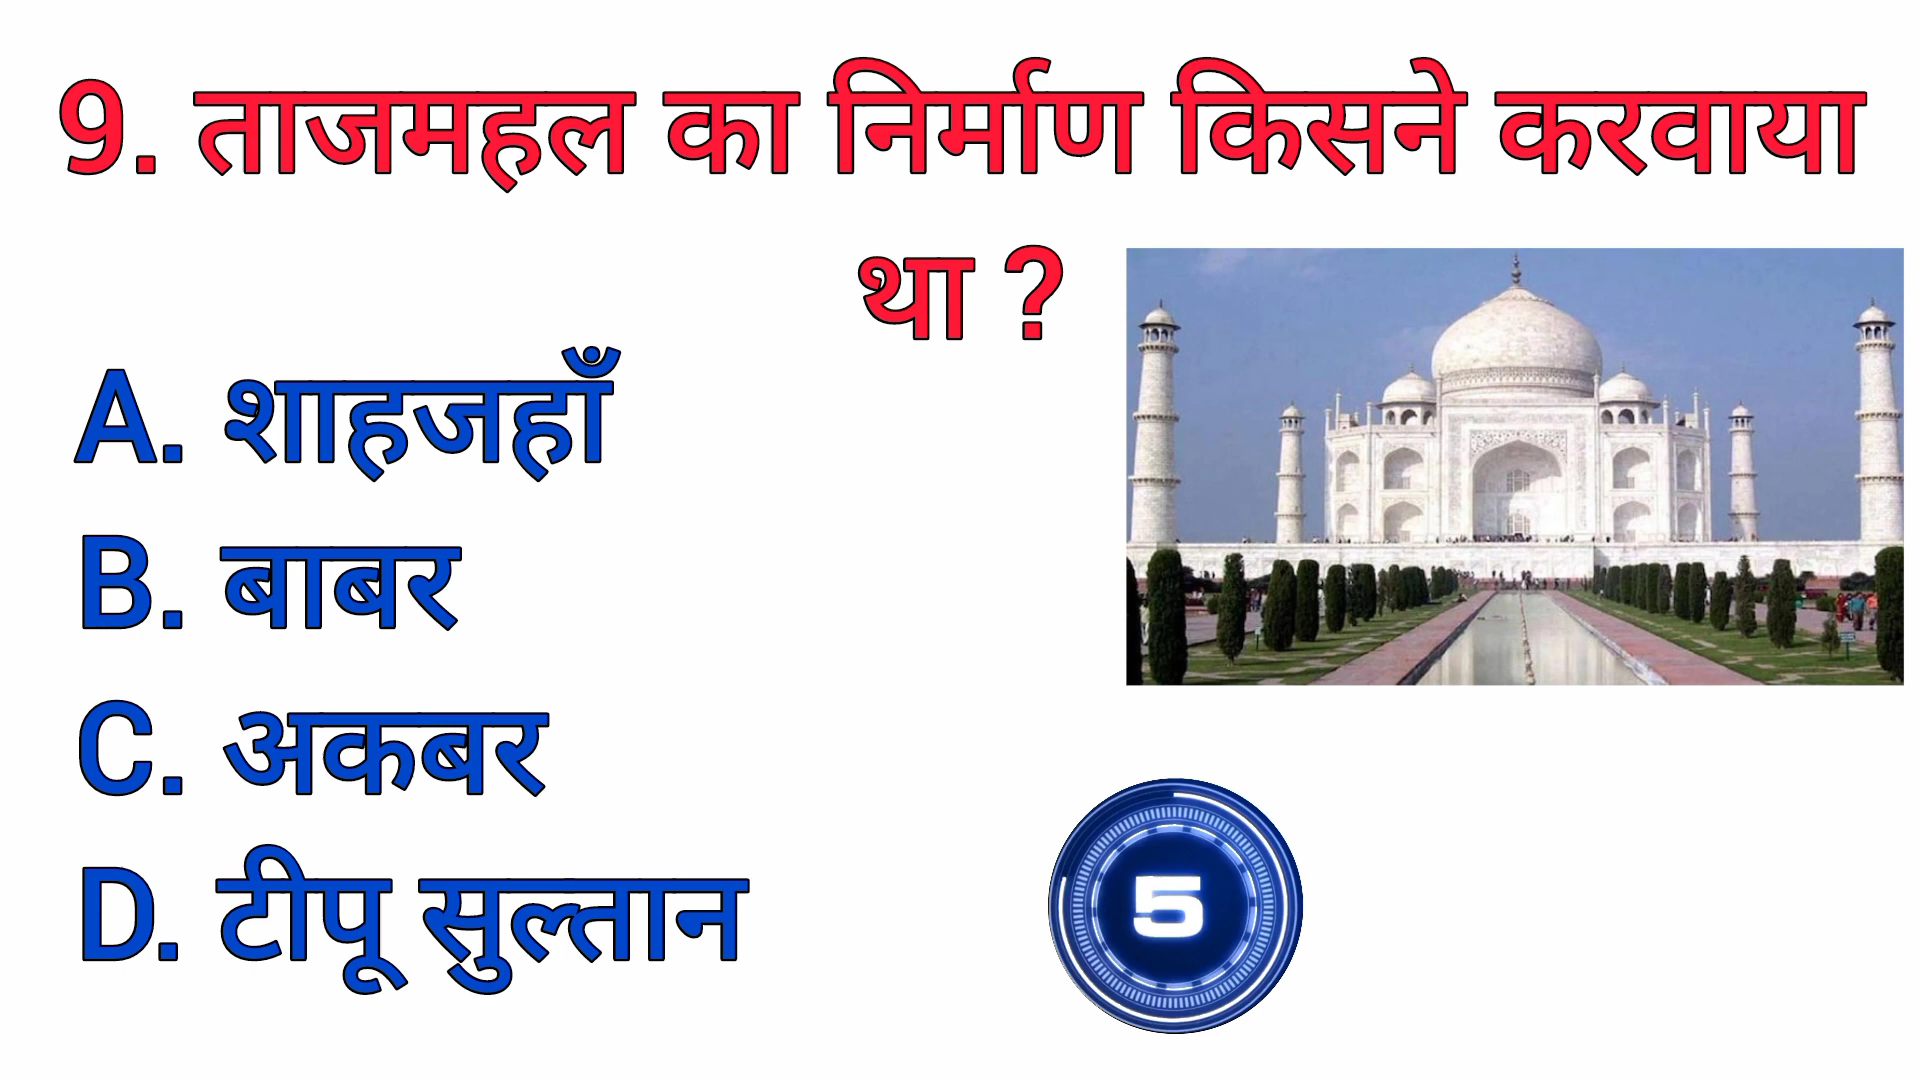 9. ताजमहल का निर्माण किसने करवाया
था ?
A. शाहजहाँ
B. बाबर
C. अकबर
D. टीपू सुल्तान
5